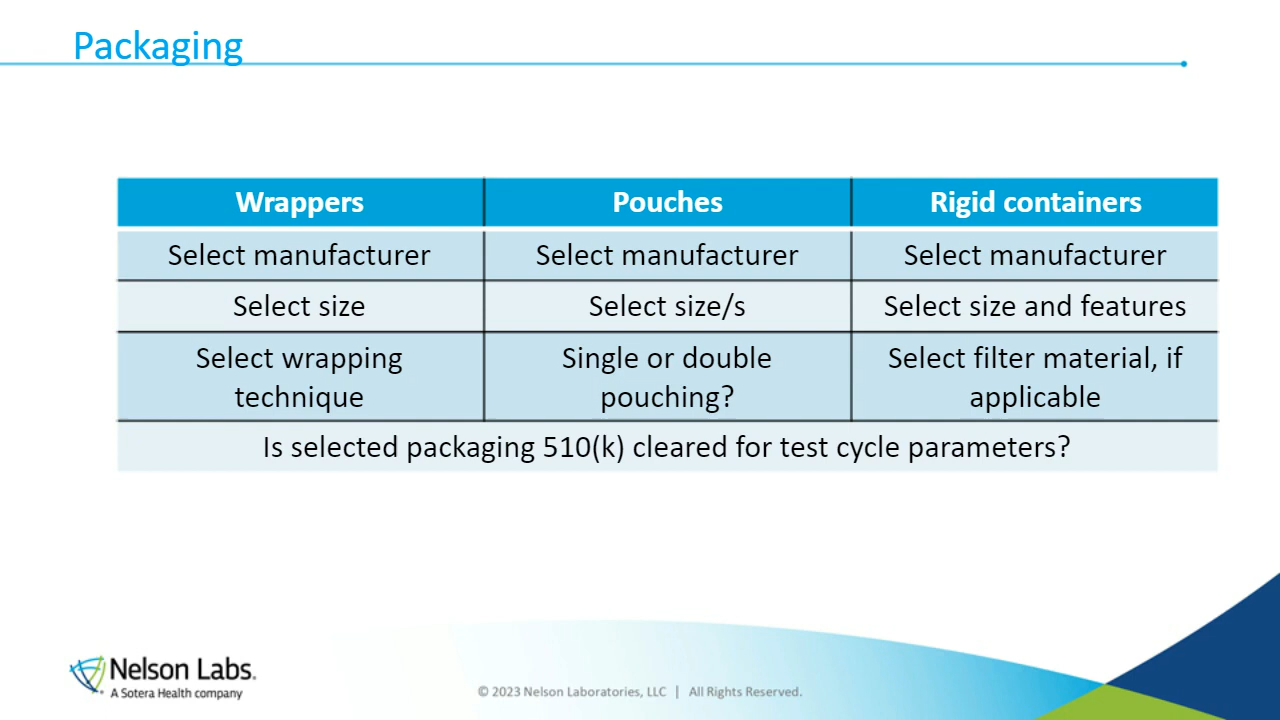 Packaging
Wrappers Pouches Rigid containers
Select manufacturer Select manufacturer Select manufacturer
Select size Select size/s Select size and features
Select wrapping technique Single or double pouching? Select filter material, if applicable
Is selected packaging 510(k) cleared for test cycle parameters?
Nelson Labs.
A Sotera Health company
© 2023 Nelson Laboratories, LLC | All Rights Reserved.